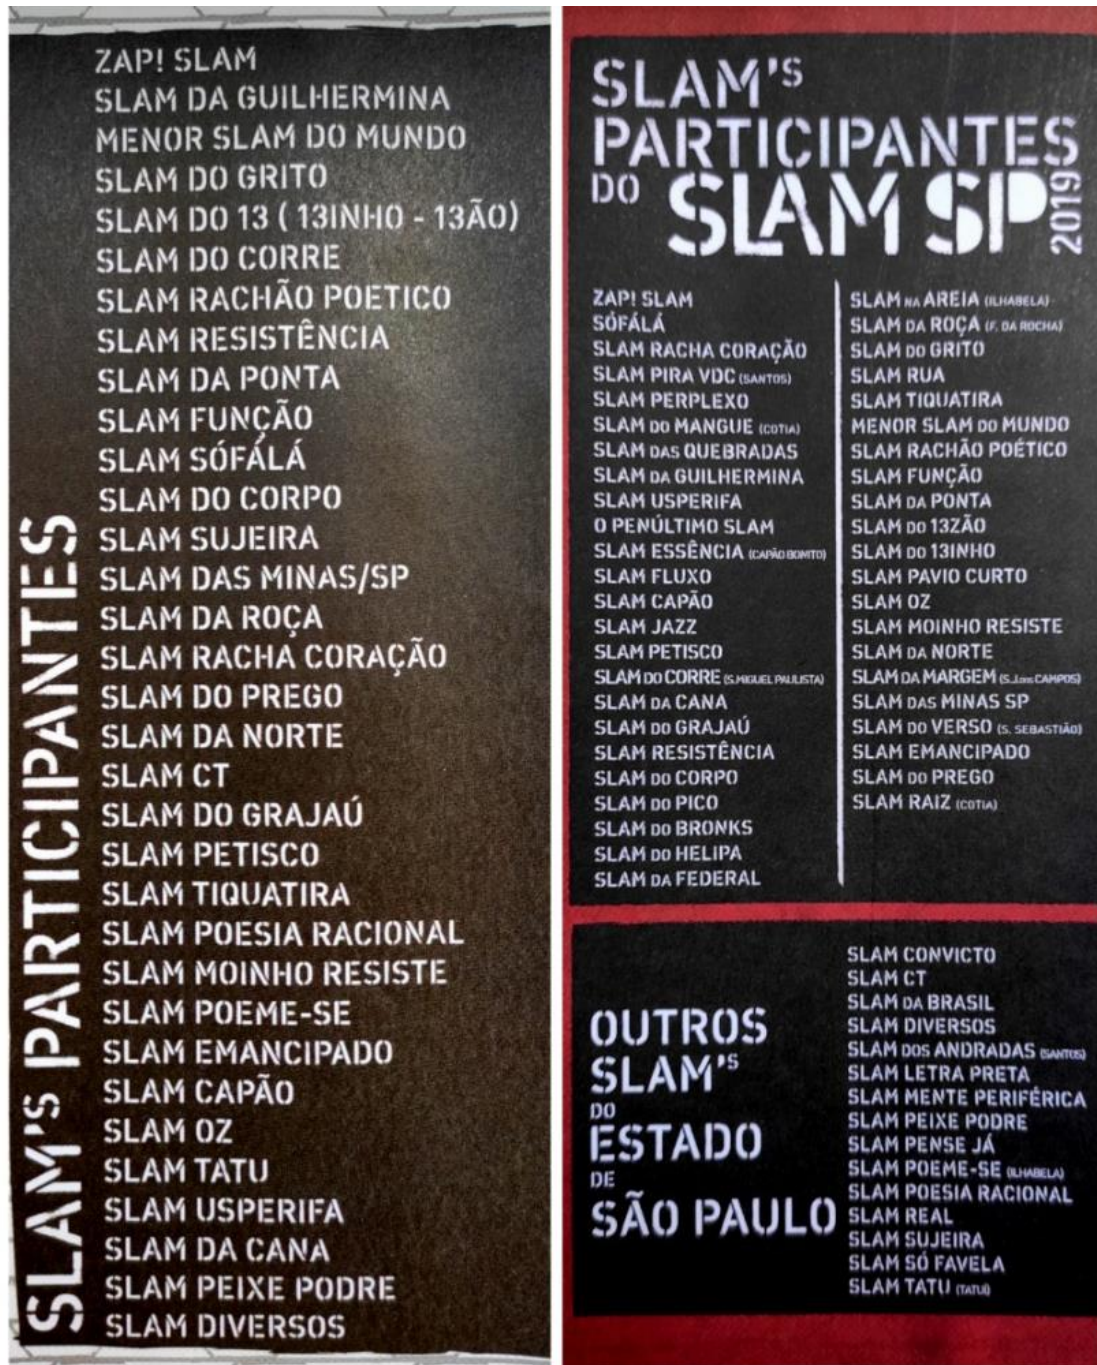 SLAM'S PARTICIPANTES
ZAP! SLAM
SLAM DA GUILHERMINA
MENOR SLAM DO MUNDO
SLAM DO GRITO
SLAM DO 13 ( 13INHO - 13ÃO)
SLAM DO CORRE
SLAM RACHÃO POETICO
SLAM RESISTÊNCIA
SLAM DA PONTA
SLAM FUNÇÃO
SLAM SÓFÁLÁ
SLAM DO CORPO
SLAM SUJEIRA
SLAM DAS MINAS/SP
SLAM DA ROÇA
SLAM RACHA CORAÇÃO
SLAM DO PREGO
SLAM DA NORTE
SLAM CT
SLAM DO GRAJAÚ
SLAM PETISCO
SLAM TIQUATIRA
SLAM POESIA RACIONAL
SLAM MOINHO RESISTE
SLAM POEME-SE
SLAM EMANCIPADO
SLAM CAPÃO
SLAM OZ
SLAM TATU
SLAM USPERIFA
SLAM DA CANA
SLAM PEIXE PODRE
SLAM DIVERSOS
SLAM'S
PARTICIPANTES
DO SLAM SP 2019
ZAP! SLAM
SÓFÁLÁ
SLAM RACHA CORAÇÃO
SLAM PIRA VDC (SANTOS)
SLAM PERPLEXO
SLAM DO MANGUE (COTIA)
SLAM DAS QUEBRADAS
SLAM DA GUILHERMINA
SLAM USPERIFA
O PENÚLTIMO SLAM
SLAM ESSÊNCIA (CAPÃO BONITO)
SLAM FLUXO
SLAM CAPÃO
SLAM JAZZ
SLAM PETISCO
SLAM DO CORRE (S.MIGUEL PAULISTA)
SLAM DA CANA
SLAM DO GRAJAÚ
SLAM RESISTÊNCIA
SLAM DO CORPO
SLAM DO PICO
SLAM DO BRONKS
SLAM DO HELIPA
SLAM DA FEDERAL
SLAM NA AREIA (ILHABELA)
SLAM DA ROÇA (F. DA ROCHA)
SLAM DO GRITO
SLAM RUA
SLAM TIQUATIRA
MENOR SLAM DO MUNDO
SLAM RACHÃO POÉTICO
SLAM FUNÇÃO
SLAM DA PONTA
SLAM DO 13ZÃO
SLAM DO 13INHO
SLAM PAVIO CURTO
SLAM OZ
SLAM MOINHO RESISTE
SLAM DA NORTE
SLAM DA MARGEM (S.J.DOS CAMPOS)
SLAM DAS MINAS SP
SLAM DO VERSO (S. SEBASTIÃO)
SLAM EMANCIPADO
SLAM DO PREGO
SLAM RAIZ (COTIA)
OUTROS
SLAM'S
DO
ESTADO
DE
SÃO PAULO
SLAM CONVICTO
SLAM CT
SLAM DA BRASIL
SLAM DIVERSOS
SLAM DOS ANDRADAS (SANTOS)
SLAM LETRA PRETA
SLAM MENTE PERIFÉRICA
SLAM PEIXE PODRE
SLAM PENSE JÁ
SLAM POEME-SE (ILHABELA)
SLAM POESIA RACIONAL
SLAM REAL
SLAM SUJEIRA
SLAM SÓ FAVELA
SLAM TATU (TATUÍ)